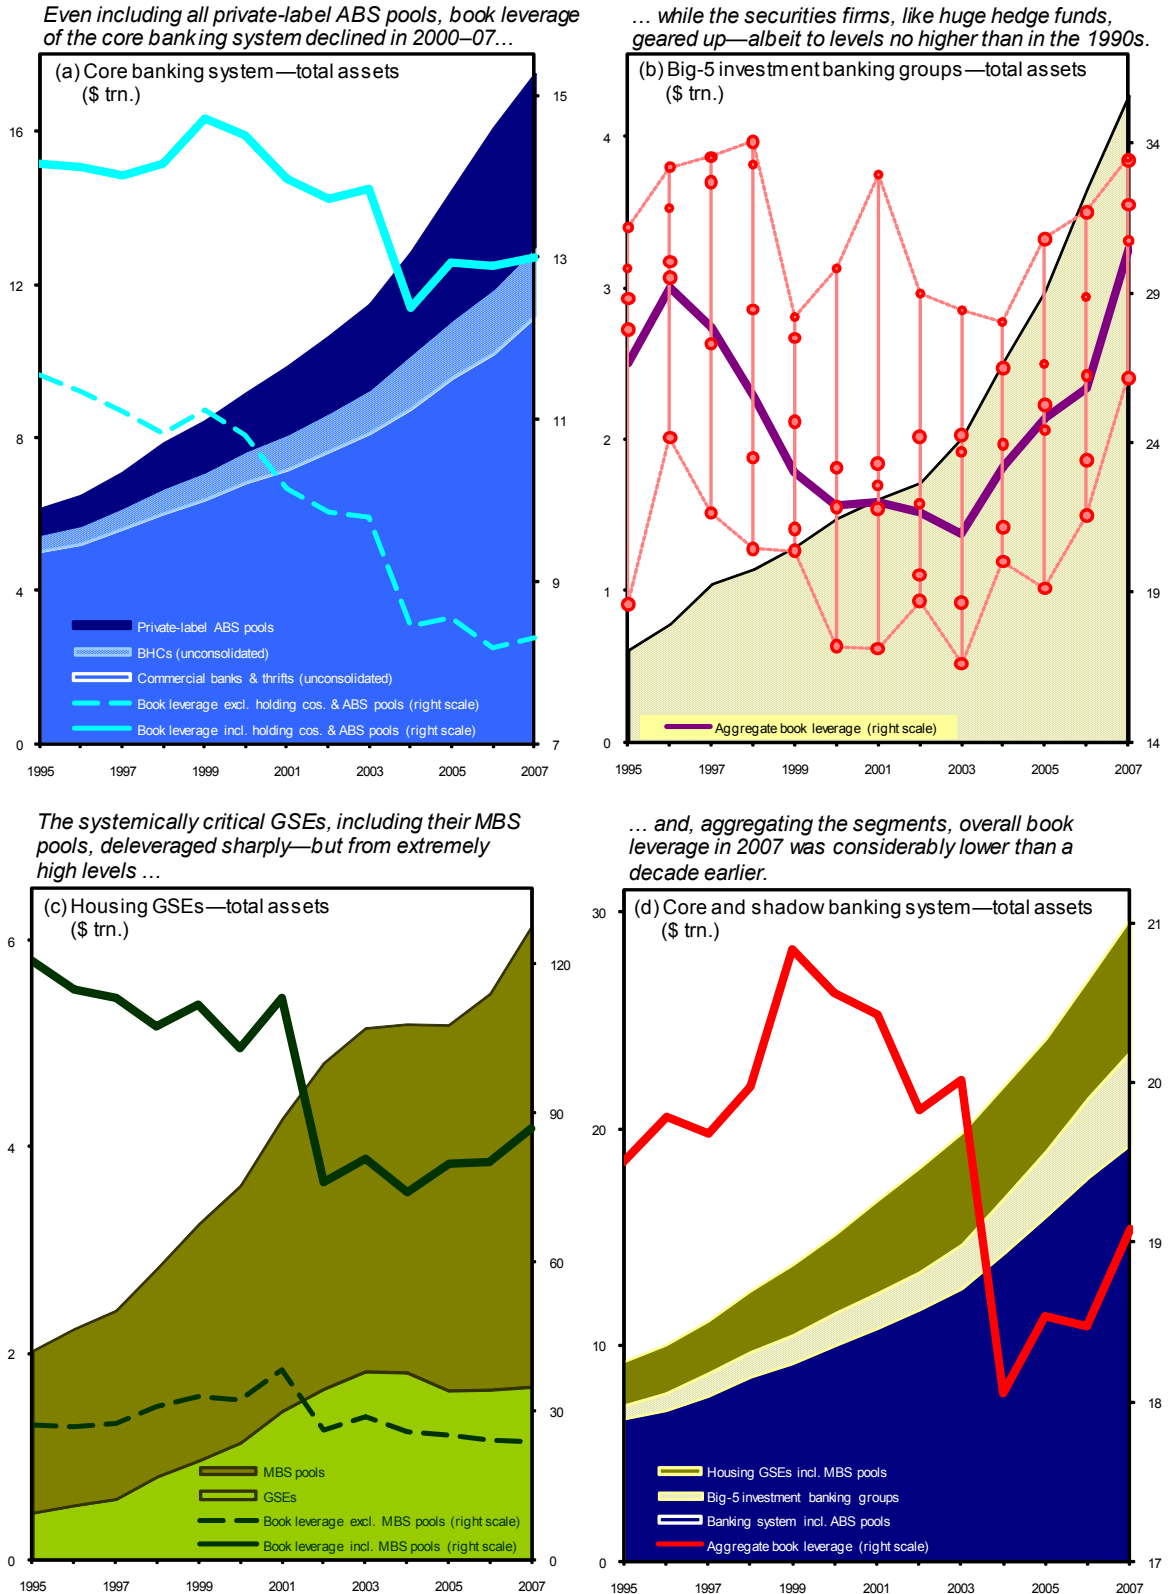 Even including all private-label ABS pools, book leverage
of the core banking system declined in 2000–07…
(a) Core banking system—total assets
($ trn.)
16
12
8
4
0
15
13
11
9
7
Private-label ABS pools
BHCs (unconsolidated)
Commercial banks & thrifts (unconsolidated)
Book leverage excl. holding cos. & ABS pools (right scale)
Book leverage incl. holding cos. & ABS pools (right scale)
1995 1997 1999 2001 2003 2005 2007
… while the securities firms, like huge hedge funds,
geared up—albeit to levels no higher than in the 1990s.
(b) Big-5 investment banking groups—total assets
($ trn.)
4
3
2
1
0
34
29
24
19
14
Aggregate book leverage (right scale)
1995 1997 1999 2001 2003 2005 2007
The systemically critical GSEs, including their MBS
pools, deleveraged sharply—but from extremely
high levels …
(c) Housing GSEs—total assets
($ trn.)
6
4
2
0
120
90
60
30
0
MBS pools
GSEs
Book leverage excl. MBS pools (right scale)
Book leverage incl. MBS pools (right scale)
1995 1997 1999 2001 2003 2005 2007
… and, aggregating the segments, overall book
leverage in 2007 was considerably lower than a
decade earlier.
(d) Core and shadow banking system—total assets
($ trn.)
30
20
10
0
21
20
19
18
17
Housing GSEs incl. MBS pools
Big-5 investment banking groups
Banking system incl. ABS pools
Aggregate book leverage (right scale)
1995 1997 1999 2001 2003 2005 2007